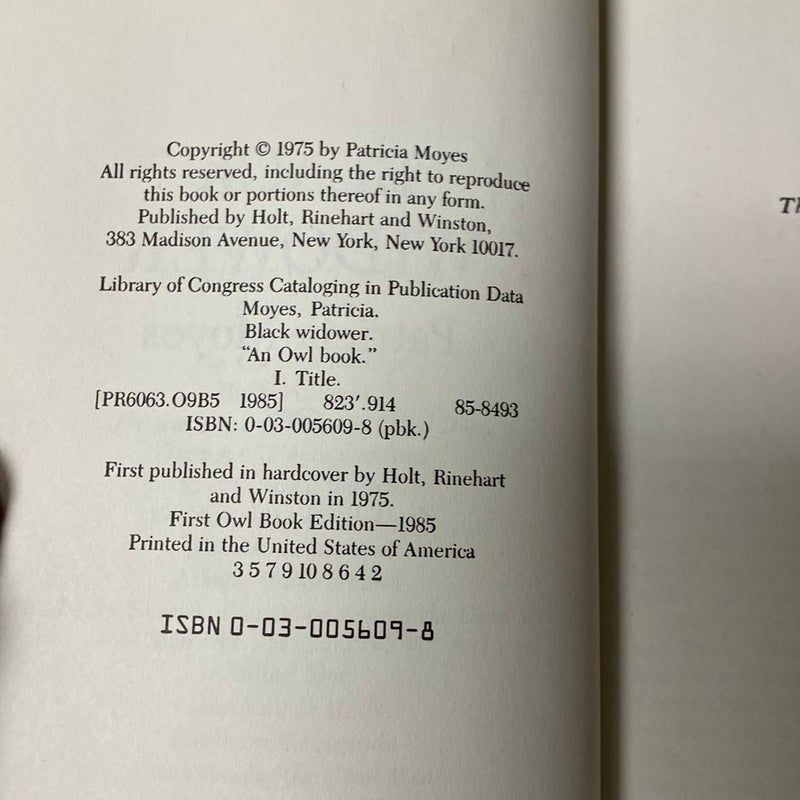 Copyright © 1975 by Patricia Moyes
All rights reserved, including the right to reproduce
this book or portions thereof in any form.
Published by Holt, Rinehart and Winston,
383 Madison Avenue, New York, New York 10017.
Library of Congress Cataloging in Publication Data
Moyes, Patricia.
Black widower.
“An Owl book.”
I. Title.
[PR6063.O9B5 1985] 823′.914 85-8493
ISBN: 0-03-005609-8 (pbk.)
First published in hardcover by Holt, Rinehart
and Winston in 1975.
First Owl Book Edition—1985
Printed in the United States of America
3 5 7 9 10 8 6 4 2
ISBN 0-03-005609-8